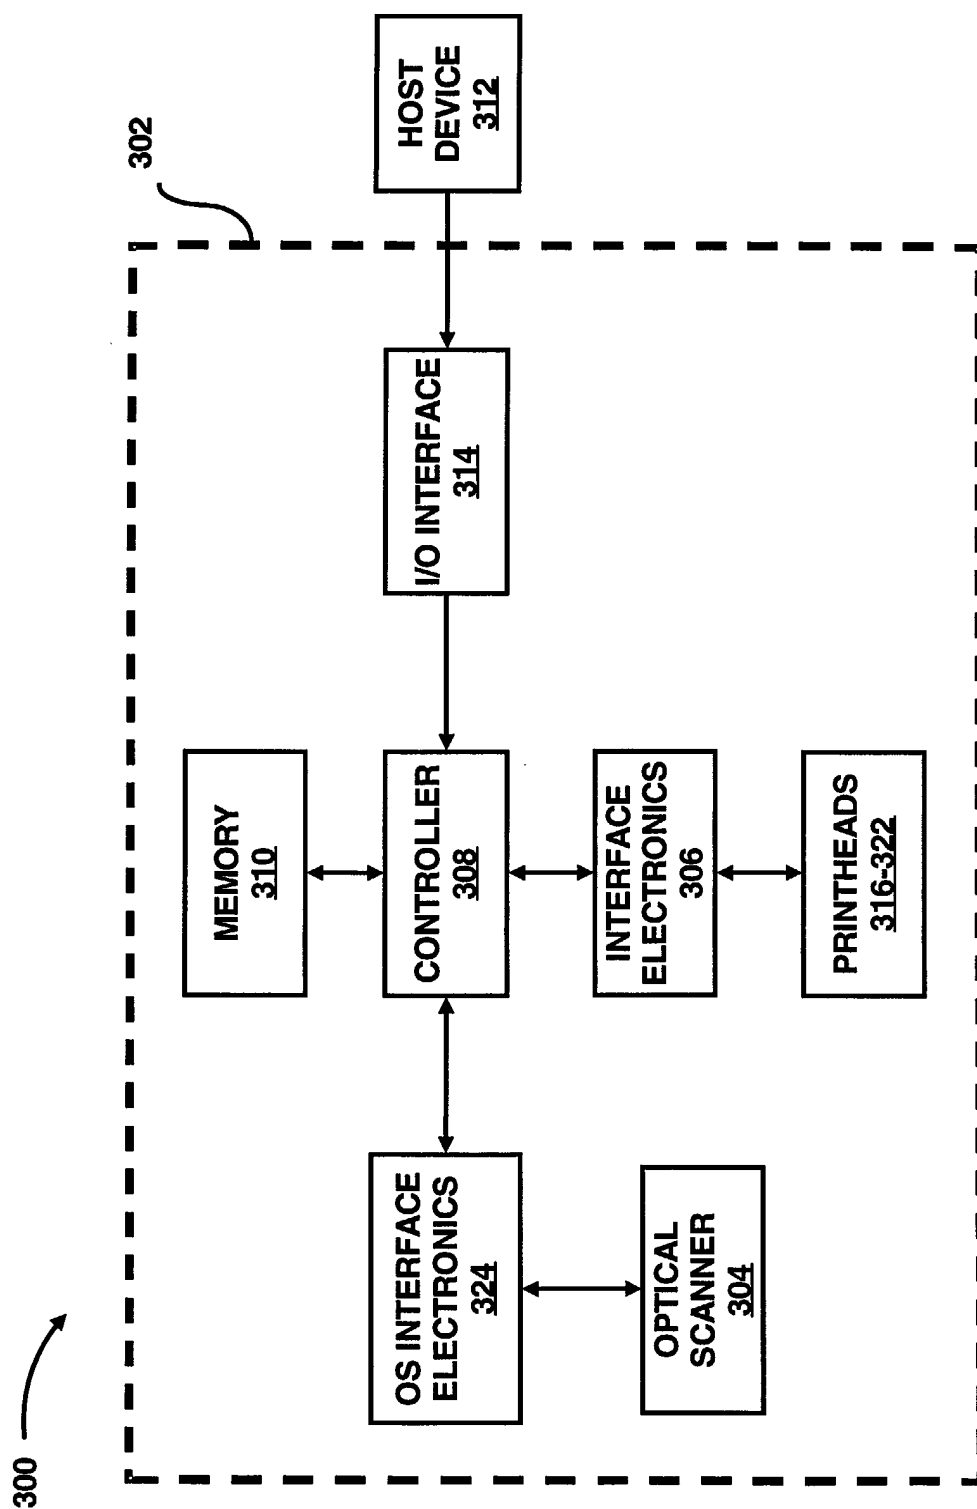 300
302
HOST
DEVICE
312
I/O INTERFACE
314
MEMORY
310
CONTROLLER
308
INTERFACE
ELECTRONICS
306
PRINTHEADS
316-322
OS INTERFACE
ELECTRONICS
324
OPTICAL
SCANNER
304